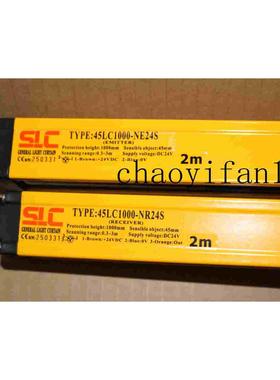 SLC
GENERAL LIGHT CURTAIN
TYPE:45LC1000-NE24S
(EMITTER)
Protection height:1000mm Sensible object:45mm
Scanning range:0.3-3m Supply voltage:DC24V
1-Brown:+24VDC 2-Blue:0V
2m
chaoyifan1
SLC
GENERAL LIGHT CURTAIN
TYPE:45LC1000-NR24S
(RECEIVER)
Protection height:1000mm Sensible object:45mm
Scanning range:0.3-3m Supply voltage:DC24V
1-Brown:+24VDC 2-Blue:0V 3-Orange:Out
2m